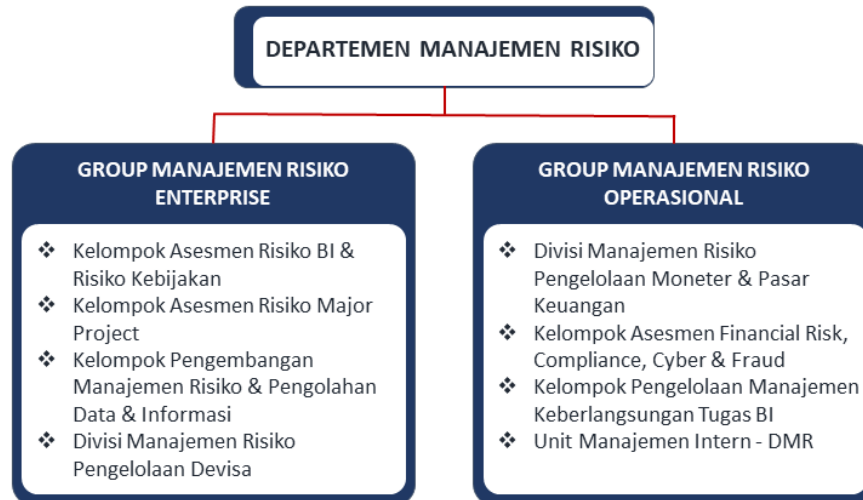 DEPARTEMEN MANAJEMEN RISIKO
GROUP MANAJEMEN RISIKO
ENTERPRISE
Kelompok Asesmen Risiko BI &
Risiko Kebijakan
Kelompok Asesmen Risiko Major
Project
Kelompok Pengembangan
Manajemen Risiko & Pengolahan
Data & Informasi
Divisi Manajemen Risiko
Pengelolaan Devisa
GROUP MANAJEMEN RISIKO
OPERASIONAL
Divisi Manajemen Risiko
Pengelolaan Moneter & Pasar
Keuangan
Kelompok Asesmen Financial Risk,
Compliance, Cyber & Fraud
Kelompok Pengelolaan Manajemen
Keberlangsungan Tugas BI
Unit Manajemen Intern - DMR